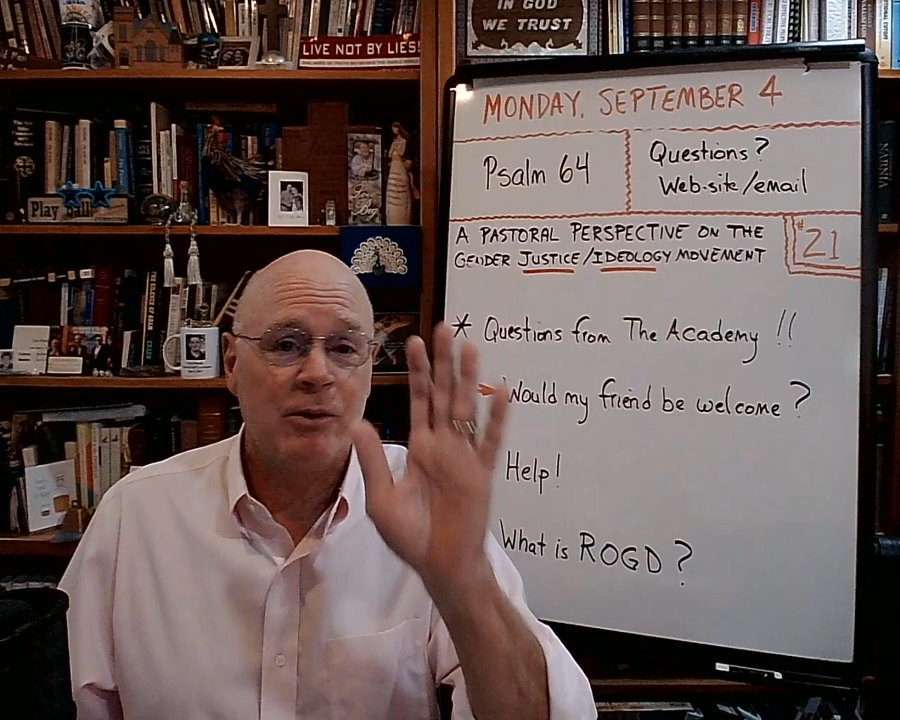 IN GOD
WE TRUST
LIVE NOT BY LIES!
MONDAY, SEPTEMBER 4
Psalm 64
Questions?
Web-site/email
A PASTORAL PERSPECTIVE ON THE
GENDER JUSTICE/IDEOLOGY MOVEMENT
#21
* Questions from The Academy !!
Would my friend be welcome?
Help!
What is ROGD?
Play Ball
NARNIA